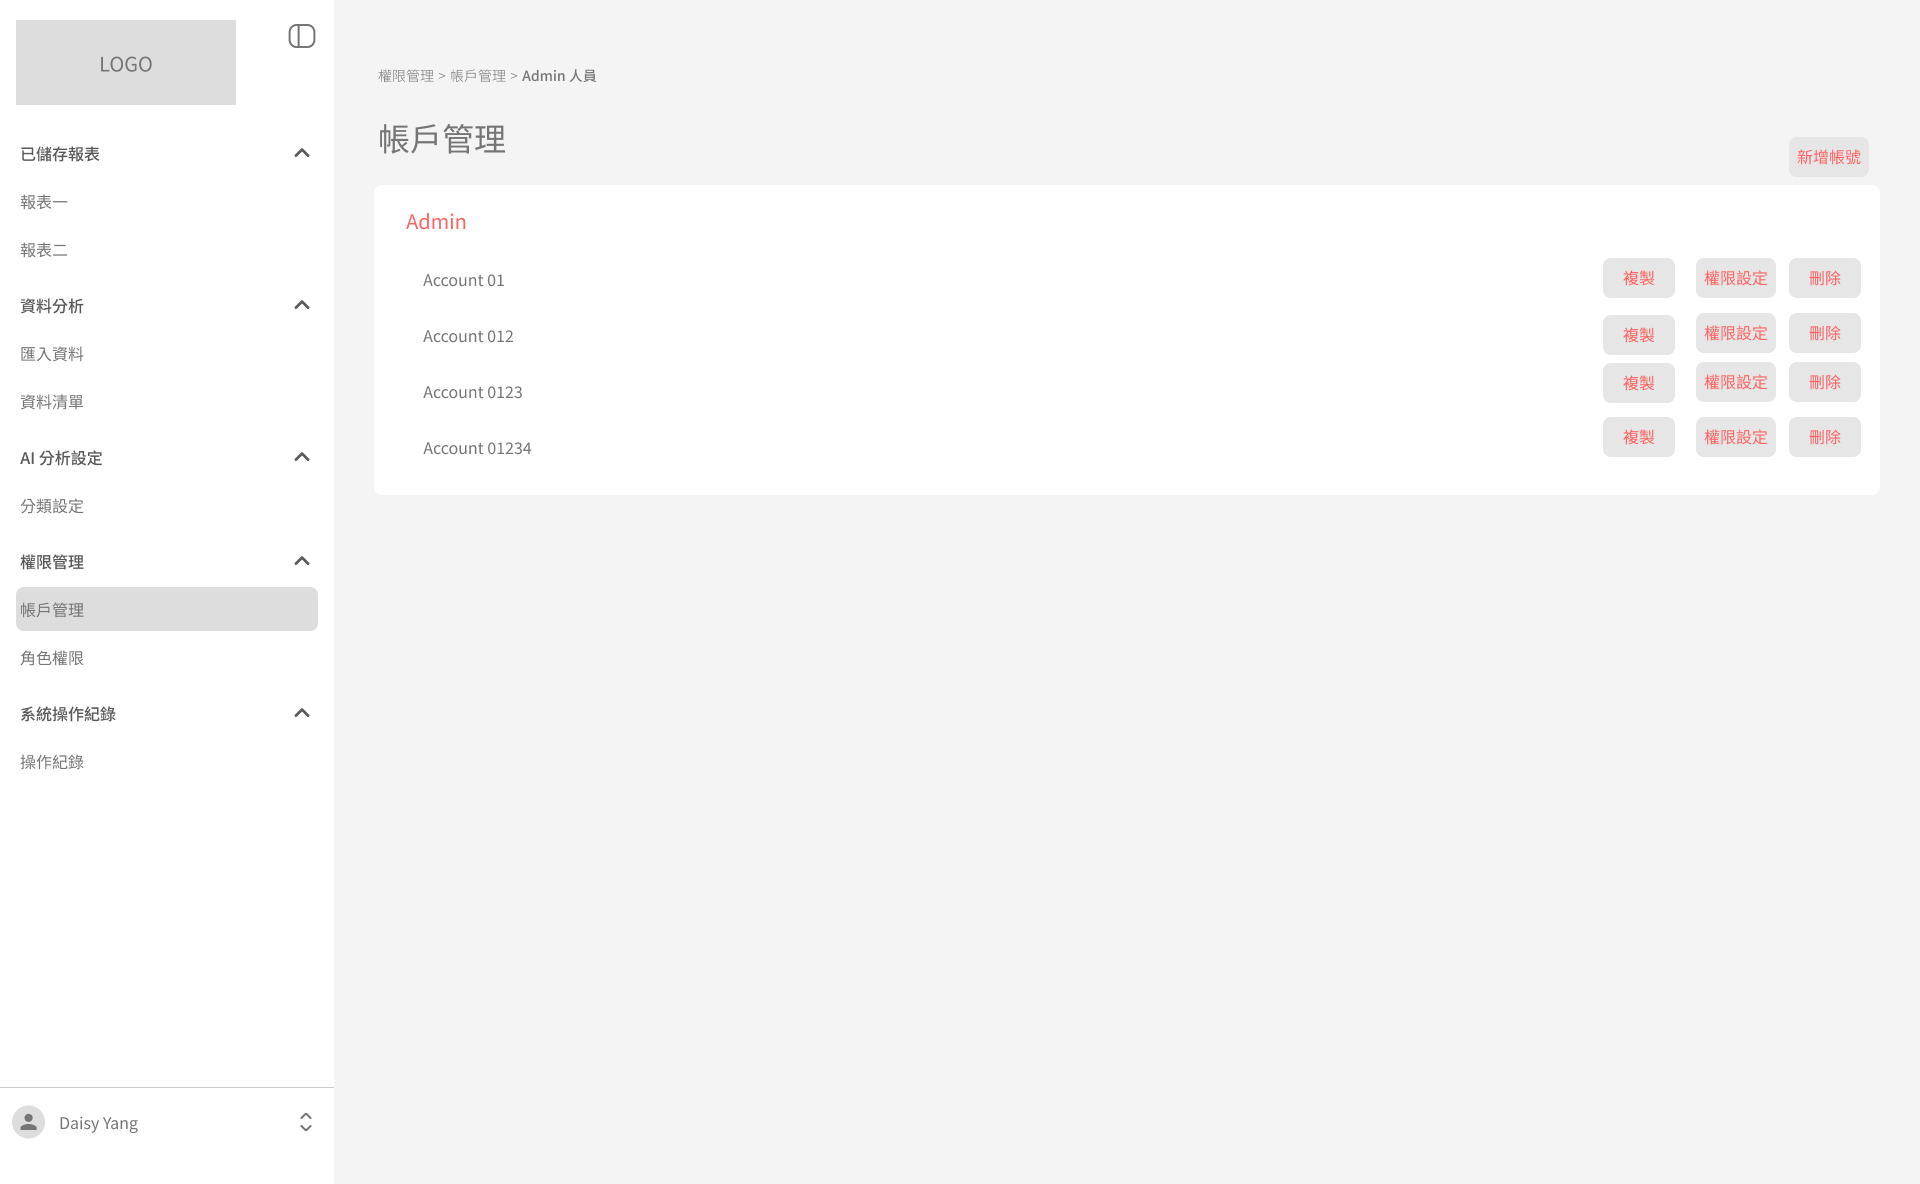 LOGO
已儲存報表
報表一
報表二
資料分析
匯入資料
資料清單
AI 分析設定
分類設定
權限管理
帳戶管理
角色權限
系統操作紀錄
操作紀錄
Daisy Yang
權限管理 > 帳戶管理 > Admin 人員
帳戶管理
新增帳號
Admin
Account 01 複製 權限設定 刪除
Account 012 複製 權限設定 刪除
Account 0123 複製 權限設定 刪除
Account 01234 複製 權限設定 刪除